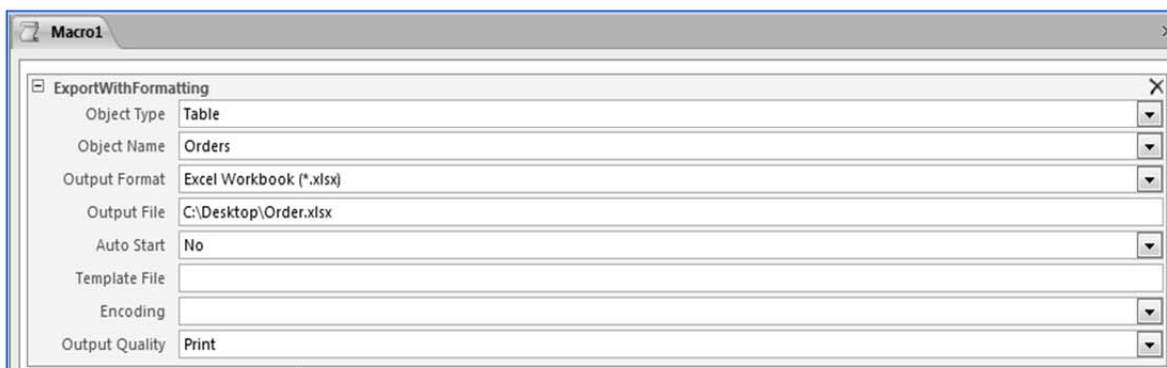 Macro1
ExportWithFormatting
Object Type Table
Object Name Orders
Output Format Excel Workbook (*.xlsx)
Output File C:\Desktop\Order.xlsx
Auto Start No
Template File
Encoding
Output Quality Print